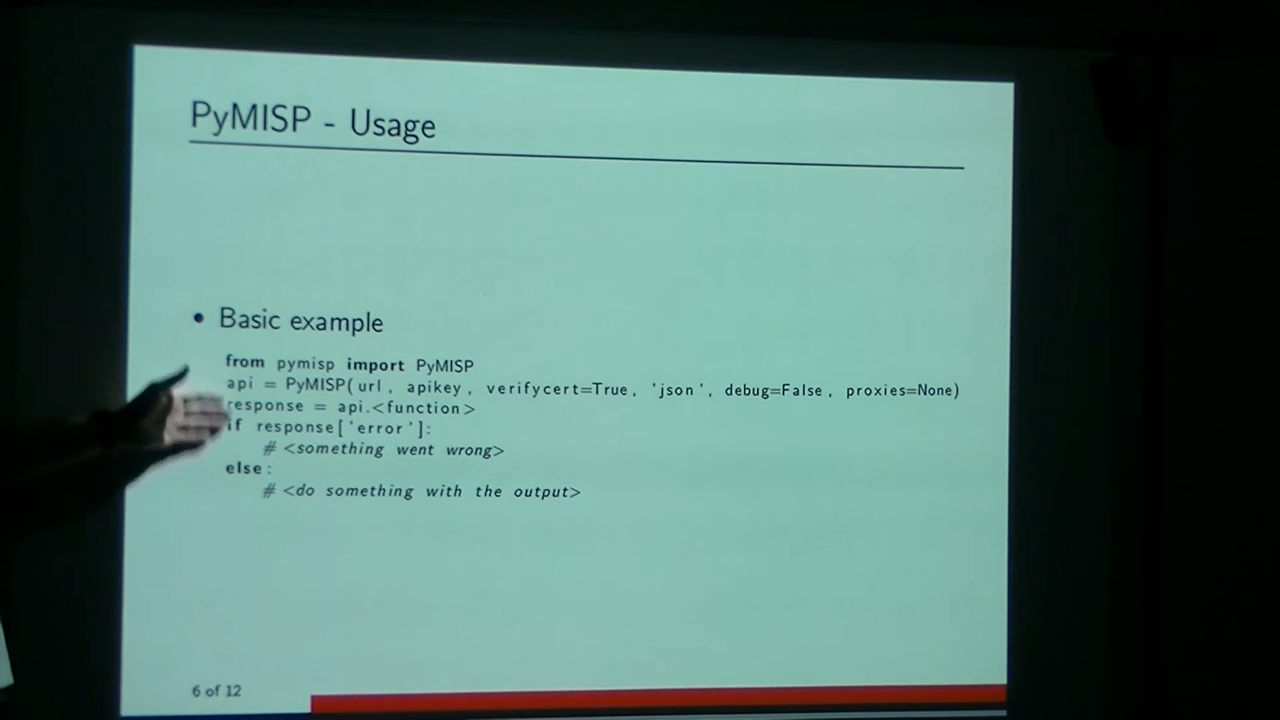 PyMISP - Usage
• Basic example
from pymisp import PyMISP
api = PyMISP(url, apikey, verifycert=True, 'json', debug=False, proxies=None)
response = api.<function>
if response['error']:
# <something went wrong>
else:
# <do something with the output>
6 of 12